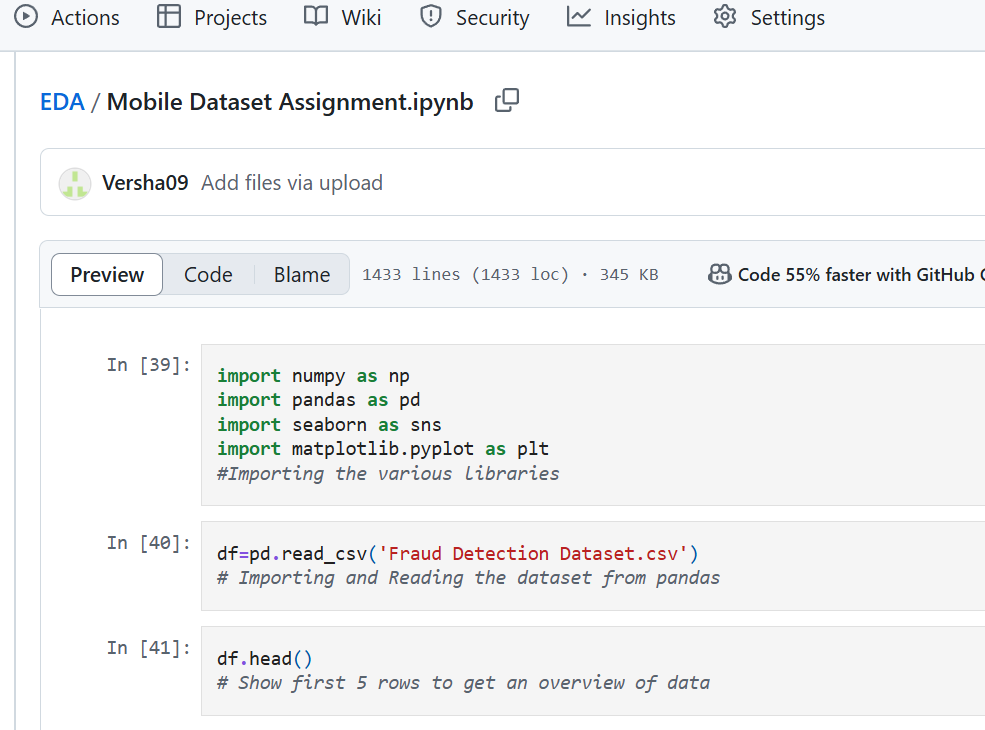 Actions Projects Wiki Security Insights Settings
EDA / Mobile Dataset Assignment.ipynb
Versha09 Add files via upload
Preview Code Blame 1433 lines (1433 loc) · 345 KB Code 55% faster with GitHub
In [39]:
import numpy as np
import pandas as pd
import seaborn as sns
import matplotlib.pyplot as plt
#Importing the various libraries
In [40]:
df=pd.read_csv('Fraud Detection Dataset.csv')
# Importing and Reading the dataset from pandas
In [41]:
df.head()
# Show first 5 rows to get an overview of data